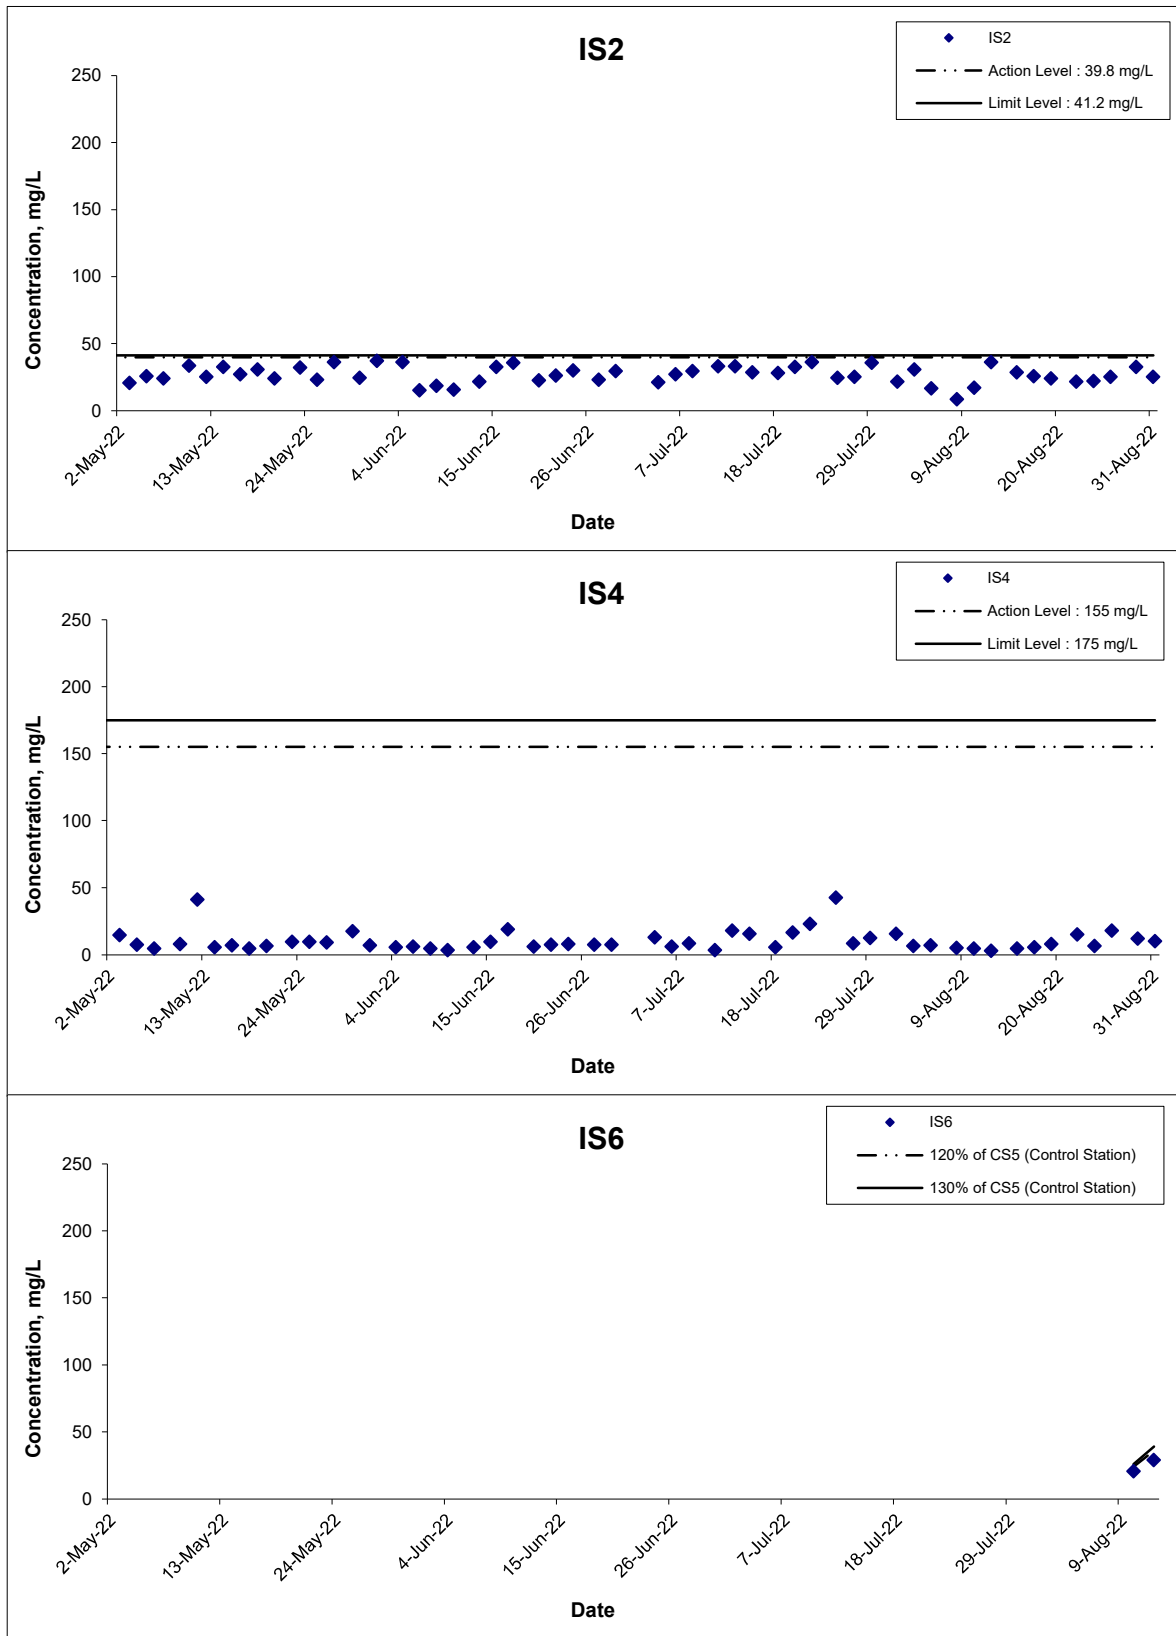 IS2
IS2
Action Level : 39.8 mg/L
Limit Level : 41.2 mg/L
Concentration, mg/L
250
200
150
100
50
0
2-May-22
13-May-22
24-May-22
4-Jun-22
15-Jun-22
26-Jun-22
7-Jul-22
18-Jul-22
29-Jul-22
9-Aug-22
20-Aug-22
31-Aug-22
Date
IS4
IS4
Action Level : 155 mg/L
Limit Level : 175 mg/L
Concentration, mg/L
250
200
150
100
50
0
2-May-22
13-May-22
24-May-22
4-Jun-22
15-Jun-22
26-Jun-22
7-Jul-22
18-Jul-22
29-Jul-22
9-Aug-22
20-Aug-22
31-Aug-22
Date
IS6
IS6
120% of CS5 (Control Station)
130% of CS5 (Control Station)
Concentration, mg/L
250
200
150
100
50
0
2-May-22
13-May-22
24-May-22
4-Jun-22
15-Jun-22
26-Jun-22
7-Jul-22
18-Jul-22
29-Jul-22
9-Aug-22
Date